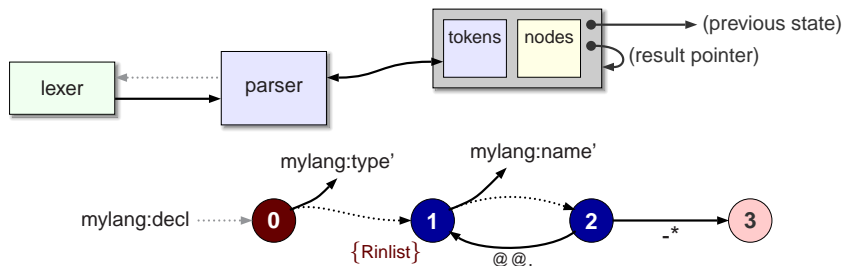 tokens
nodes
(previous state)
(result pointer)
lexer
parser
mylang:type’
mylang:name’
mylang:decl
0
1
2
3
{Rinlist}
@@,
-*